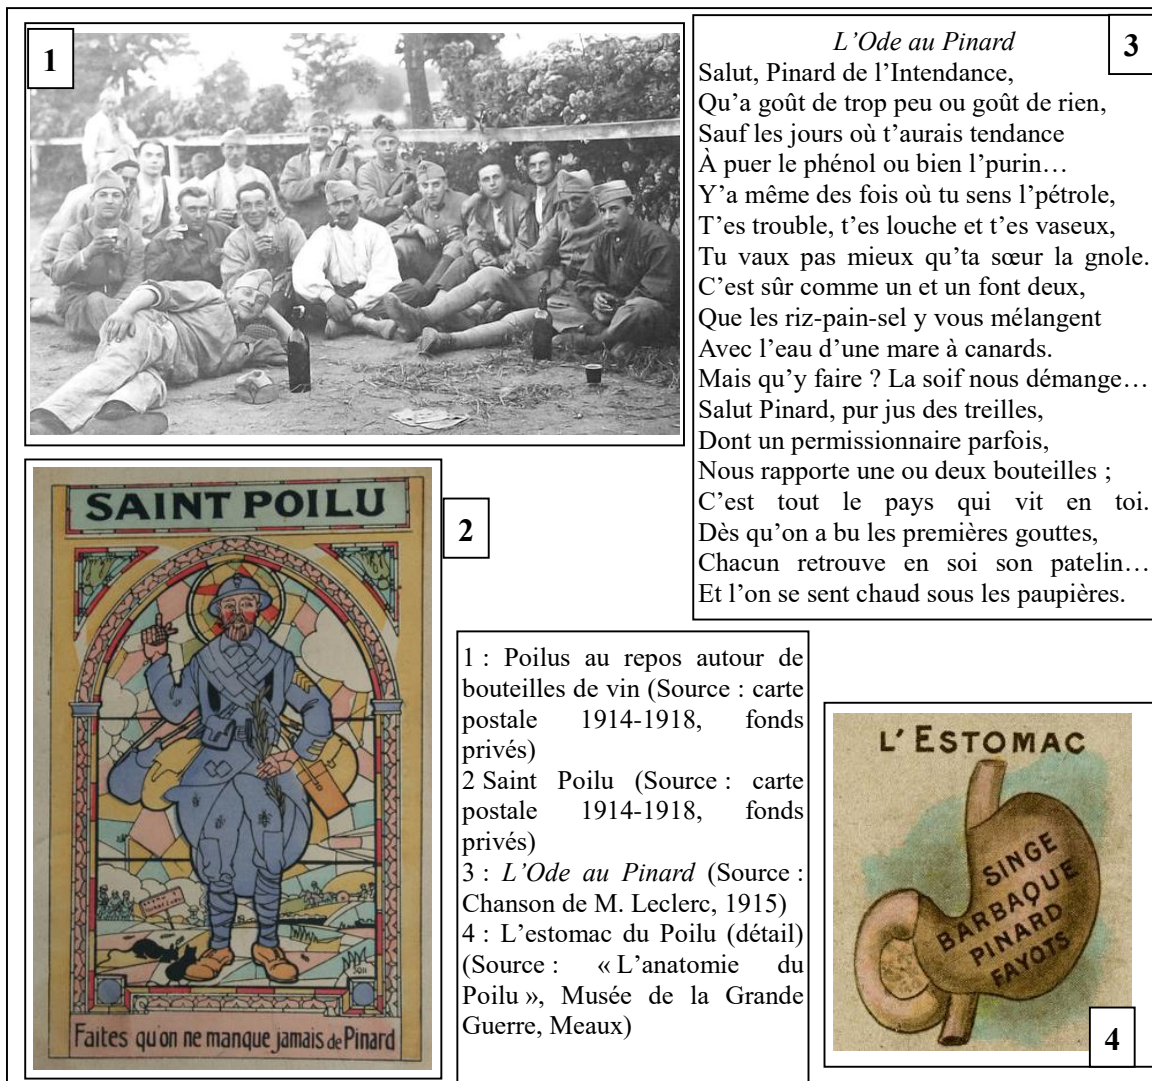 1
L'Ode au Pinard
3
Salut, Pinard de l'Intendance,
Qu'a goût de trop peu ou goût de rien,
Sauf les jours où t'aurais tendance
À puer le phénol ou bien l'purin…
Y'a même des fois où tu sens l'pétrole,
T'es trouble, t'es louche et t'es vaseux,
Tu vaux pas mieux qu'ta sœur la gnole.
C'est sûr comme un et un font deux,
Que les riz-pain-sel y vous mélangent
Avec l'eau d'une mare à canards.
Mais qu'y faire ? La soif nous démange…
Salut Pinard, pur jus des treilles,
Dont un permissionnaire parfois,
Nous rapporte une ou deux bouteilles ;
C'est tout le pays qui vit en toi.
Dès qu'on a bu les premières gouttes,
Chacun retrouve en soi son patelin…
Et l'on se sent chaud sous les paupières.
SAINT POILU
Faites qu'on ne manque jamais de Pinard
2
1 : Poilus au repos autour de
bouteilles de vin (Source : carte
postale 1914-1918, fonds
privés)
2 Saint Poilu (Source : carte
postale 1914-1918, fonds
privés)
3 : L'Ode au Pinard (Source :
Chanson de M. Leclerc, 1915)
4 : L'estomac du Poilu (détail)
(Source : « L'anatomie du
Poilu », Musée de la Grande
Guerre, Meaux)
L'ESTOMAC
SINGE
BARBAQUE
PINARD
FAYOTS
4